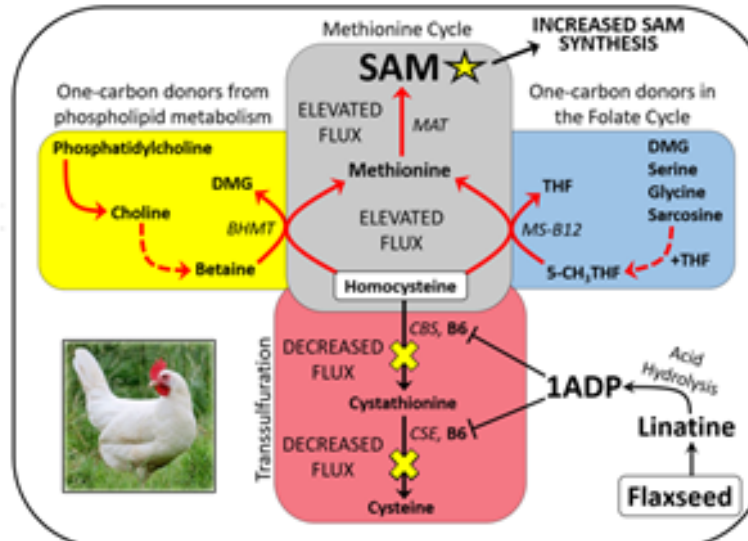 Methionine Cycle
SAM
INCREASED SAM
SYNTHESIS
One-carbon donors from
phospholipid metabolism
ELEVATED
FLUX
MAT
One-carbon donors in
the Folate Cycle
Phosphatidylcholine
Choline
Betaine
DMG
BHMT
Methionine
ELEVATED
FLUX
Homocysteine
THF
MS-B12
DMG
Serine
Glycine
Sarcosine
+THF
5-CH₃THF
Transsulfuration
DECREASED
FLUX
CBS, B6
Cystathionine
DECREASED
FLUX
CSE, B6
Cysteine
1ADP
Acid
Hydrolysis
Linatine
Flaxseed